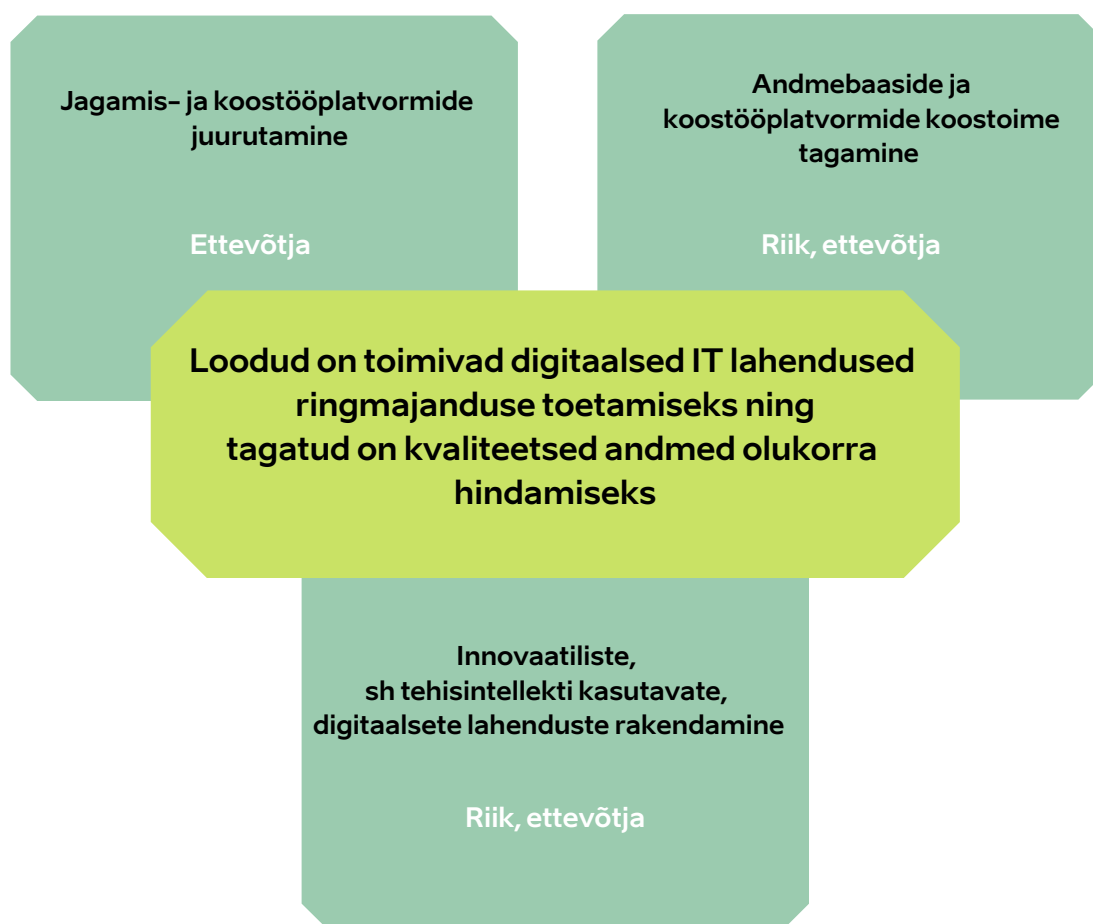 Jagamis- ja koostööplatvormide
juurutamine
Ettevõtja
Andmebaaside ja
koostööplatvormide koostoime
tagamine
Riik, ettevõtja
Loodud on toimivad digitaalsed IT lahendused
ringmajanduse toetamiseks ning
tagatud on kvaliteetsed andmed olukorra
hindamiseks
Innovaatiliste,
sh tehisintellekti kasutavate,
digitaalsete lahenduste rakendamine
Riik, ettevõtja